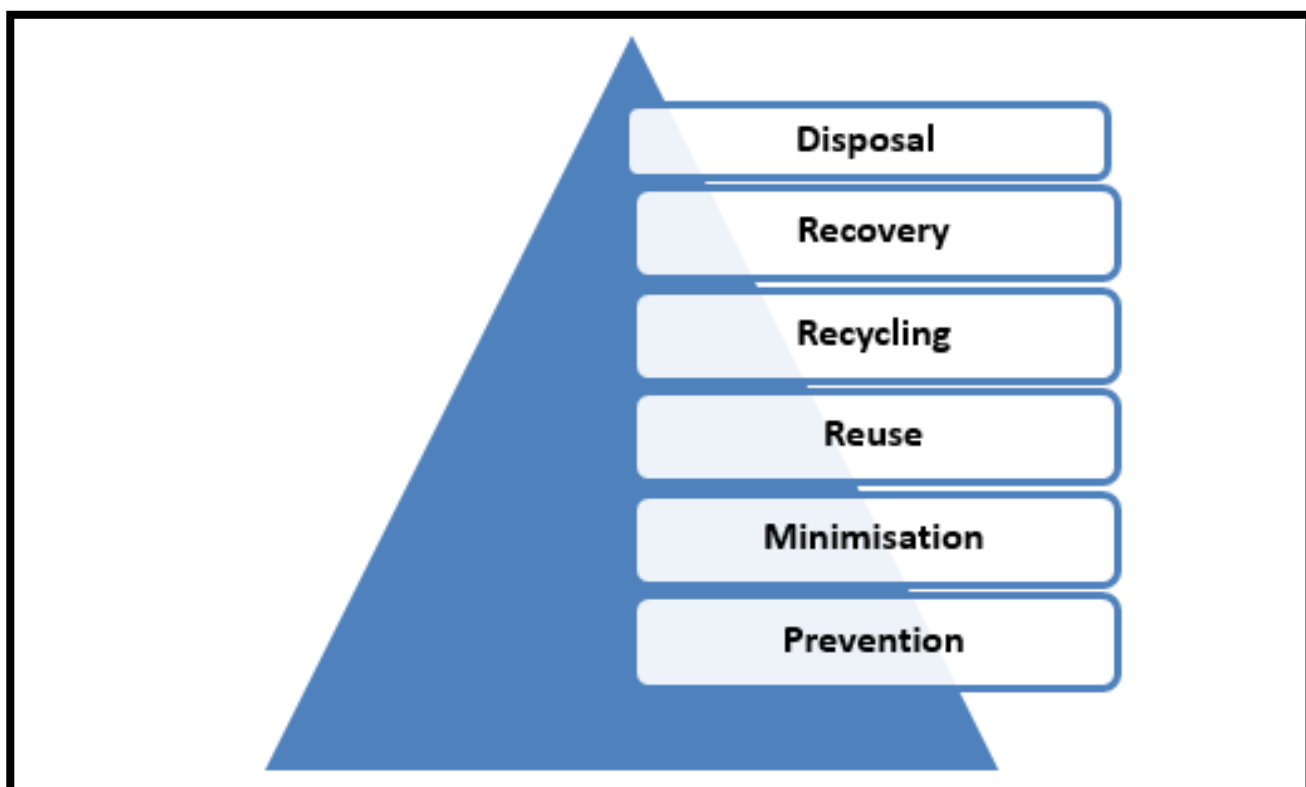 Disposal
Recovery
Recycling
Reuse
Minimisation
Prevention